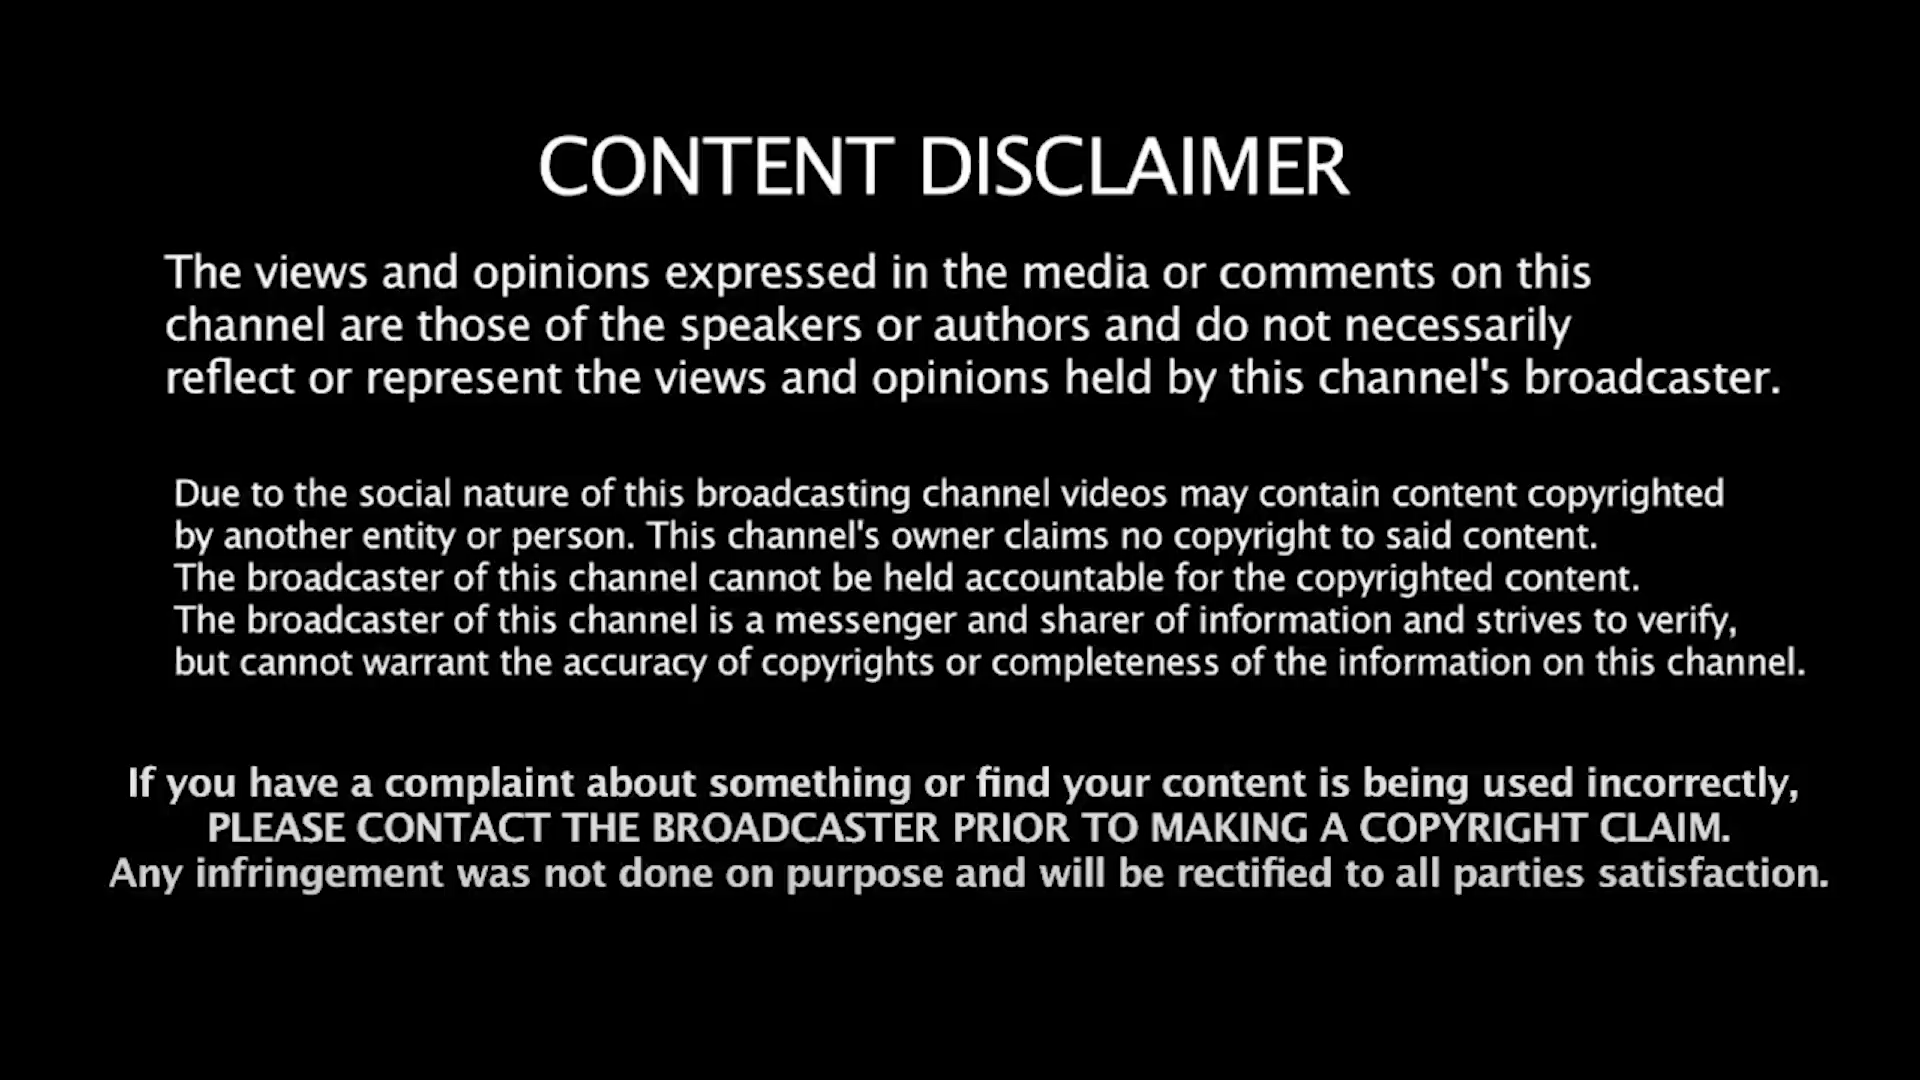 CONTENT DISCLAIMER
The views and opinions expressed in the media or comments on this
channel are those of the speakers or authors and do not necessarily
reflect or represent the views and opinions held by this channel's broadcaster.
Due to the social nature of this broadcasting channel videos may contain content copyrighted
by another entity or person. This channel's owner claims no copyright to said content.
The broadcaster of this channel cannot be held accountable for the copyrighted content.
The broadcaster of this channel is a messenger and sharer of information and strives to verify,
but cannot warrant the accuracy of copyrights or completeness of the information on this channel.
If you have a complaint about something or find your content is being used incorrectly,
PLEASE CONTACT THE BROADCASTER PRIOR TO MAKING A COPYRIGHT CLAIM.
Any infringement was not done on purpose and will be rectified to all parties satisfaction.